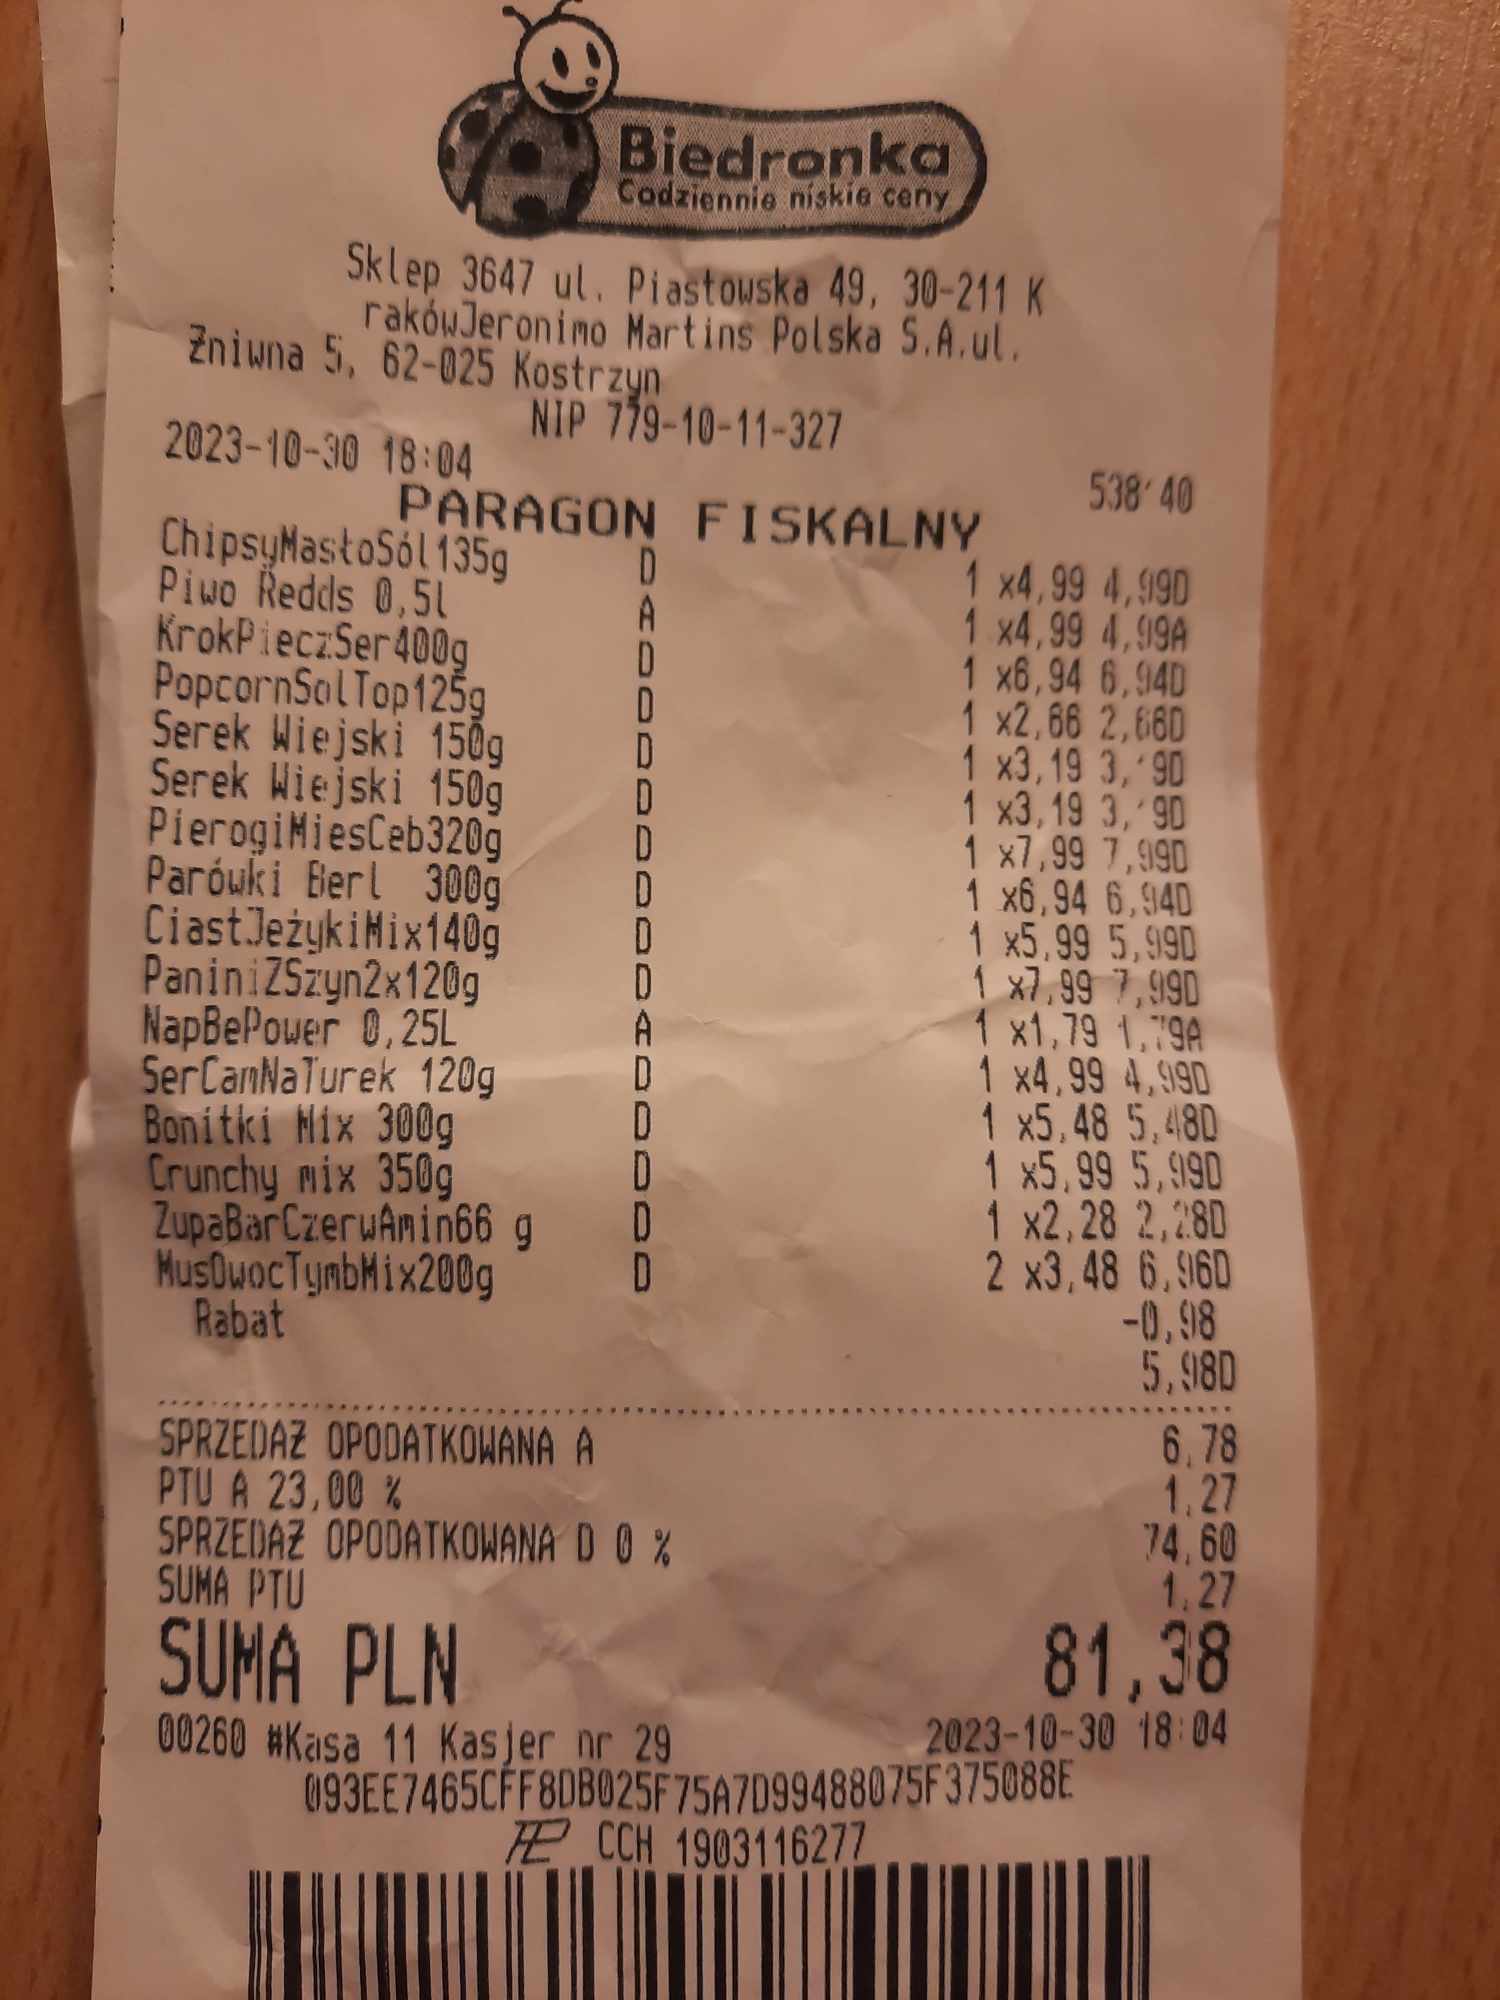 Biedronka
Codziennie niskie ceny
Sklep 3647 ul. Piastowska 49, 30-211 K
rakówJeronimo Martins Polska S.A.ul.
Żniwna 5, 62-025 Kostrzyn
NIP 779-10-11-327
2023-10-30 18:04 538´40
PARAGON FISKALNY
ChipsyMasłoSól135g D 1 x4,99 4,99D
Piwo Redds 0,5l A 1 x4,99 4,99A
KrokPieczSer400g D 1 x6,94 6,94D
PopcornSolTop125g D 1 x2,66 2,66D
Serek Wiejski 150g D 1 x3,19 3,19D
Serek Wiejski 150g D 1 x3,19 3,19D
PierogiMiesCeb320g D 1 x7,99 7,99D
Parówki Berl 300g D 1 x6,94 6,94D
CiastJeżykiMix140g D 1 x5,99 5,99D
PaniniZSzyn2x120g D 1 x7,99 7,99D
NapBePower 0,25L A 1 x1,79 1,79A
SerCamNaTurek 120g D 1 x4,99 4,99D
Bonitki Mix 300g D 1 x5,48 5,48D
Crunchy mix 350g D 1 x5,99 5,99D
ZupaBarCzerwAmin66 g D 1 x2,28 2,28D
MusOwocTymbMix200g D 2 x3,48 6,96D
Rabat -0,98
5,98D
SPRZEDAŻ OPODATKOWANA A 6,78
PTU A 23,00 % 1,27
SPRZEDAŻ OPODATKOWANA D 0 % 74,60
SUMA PTU 1,27
SUMA PLN 81,38
00260 #Kasa 11 Kasjer nr 29 2023-10-30 18:04
093EE7465CFF8DB025F75A7D99488075F375088E
CCH 1903116277